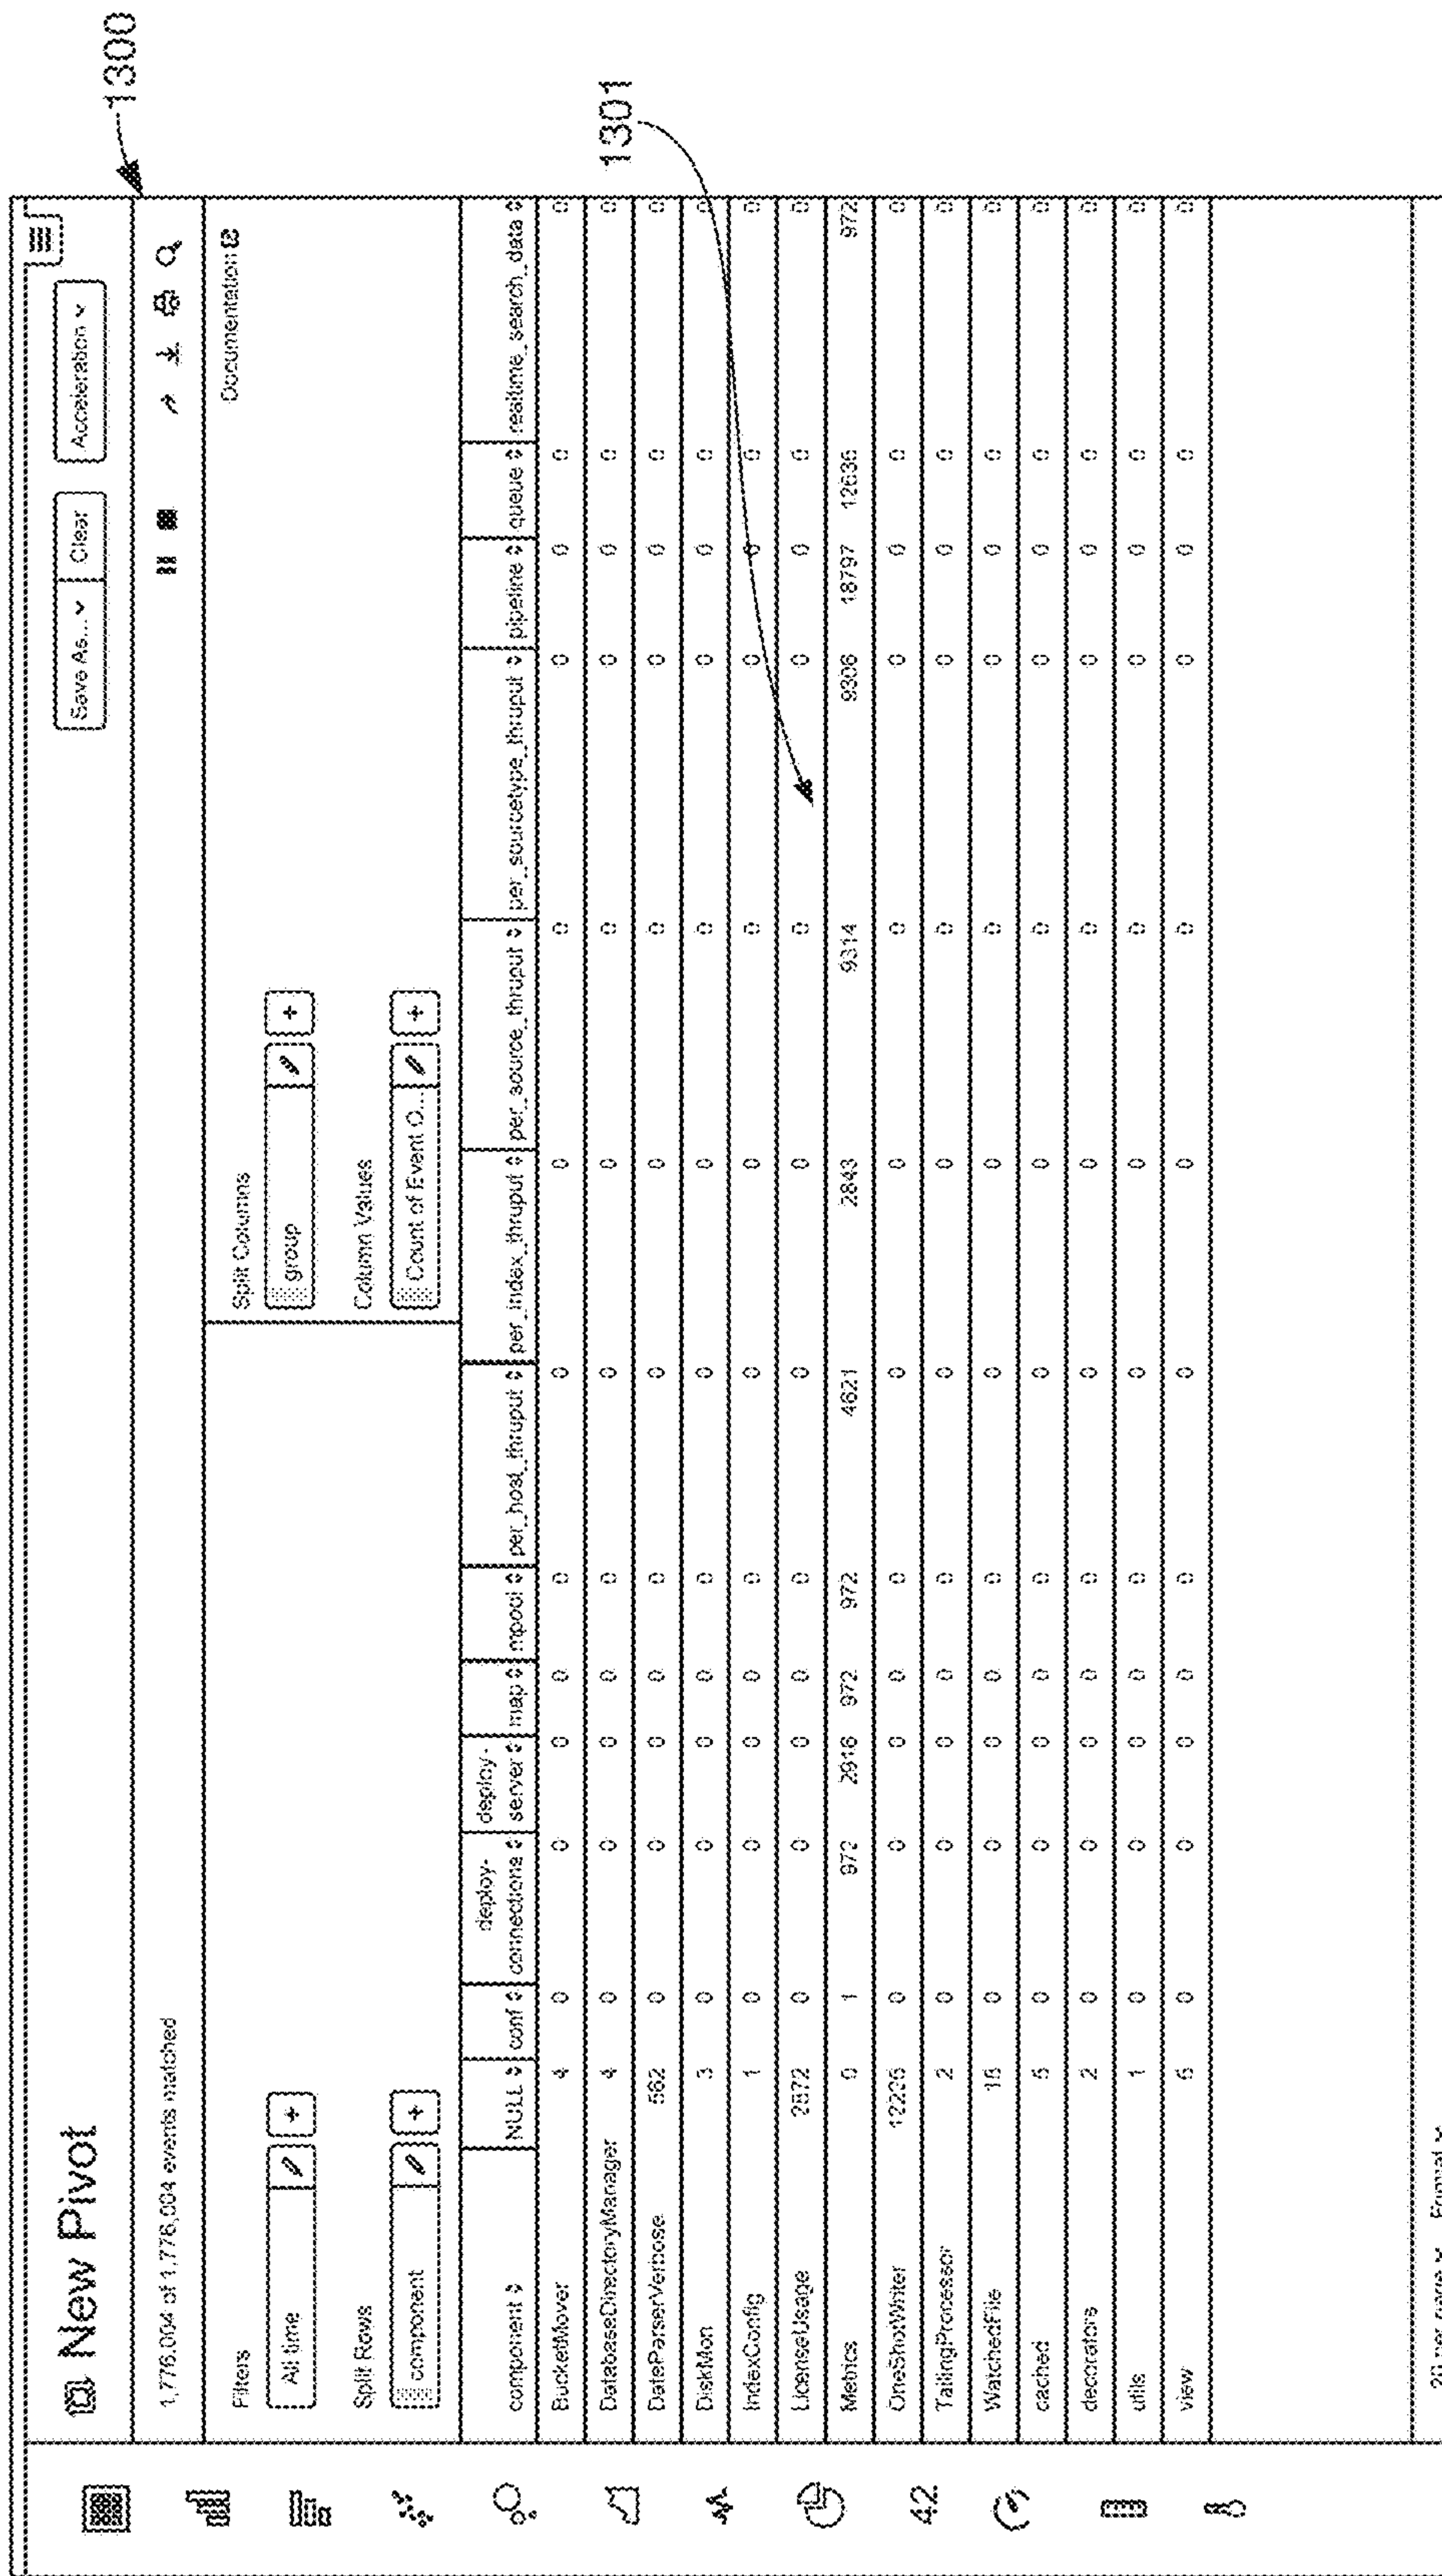 1300
1301
New Pivot
Save As... Clear Acceleration
1,776,004 of 1,776,004 events matched
Filters Split Columns Documentation
All time + group +
Split Rows Column Values
component + Count of Event O... +
component NULL conf deploy-connections deploy-server map mpool per_host_thruput per_index_thruput per_source_thruput per_sourcetype_thruput pipeline queue realtime_search_data
BucketMover 4 0 0 0 0 0 0 0 0 0 0 0 0
DatabaseDirectoryManager 4 0 0 0 0 0 0 0 0 0 0 0 0
DateParserVerbose 562 0 0 0 0 0 0 0 0 0 0 0 0
DiskMon 3 0 0 0 0 0 0 0 0 0 0 0 0
IndexConfig 1 0 0 0 0 0 0 0 0 0 0 0 0
LicenseUsage 0 0 0 0 0 0 0 0 0 0 0 0
Metrics 0 1 972 2916 972 972 4621 2843 9314 9306 18797 12636 972
OneShotWriter 0 0 0 0 0 0 0 0 0 0 0 0
TailingProcessor 2 0 0 0 0 0 0 0 0 0 0 0 0
WatchedFile 0 0 0 0 0 0 0 0 0 0 0 0
cached 5 0 0 0 0 0 0 0 0 0 0 0 0
decorators 2 0 0 0 0 0 0 0 0 0 0 0 0
utils 1 0 0 0 0 0 0 0 0 0 0 0 0
view 0 0 0 0 0 0 0 0 0 0 0 0
42